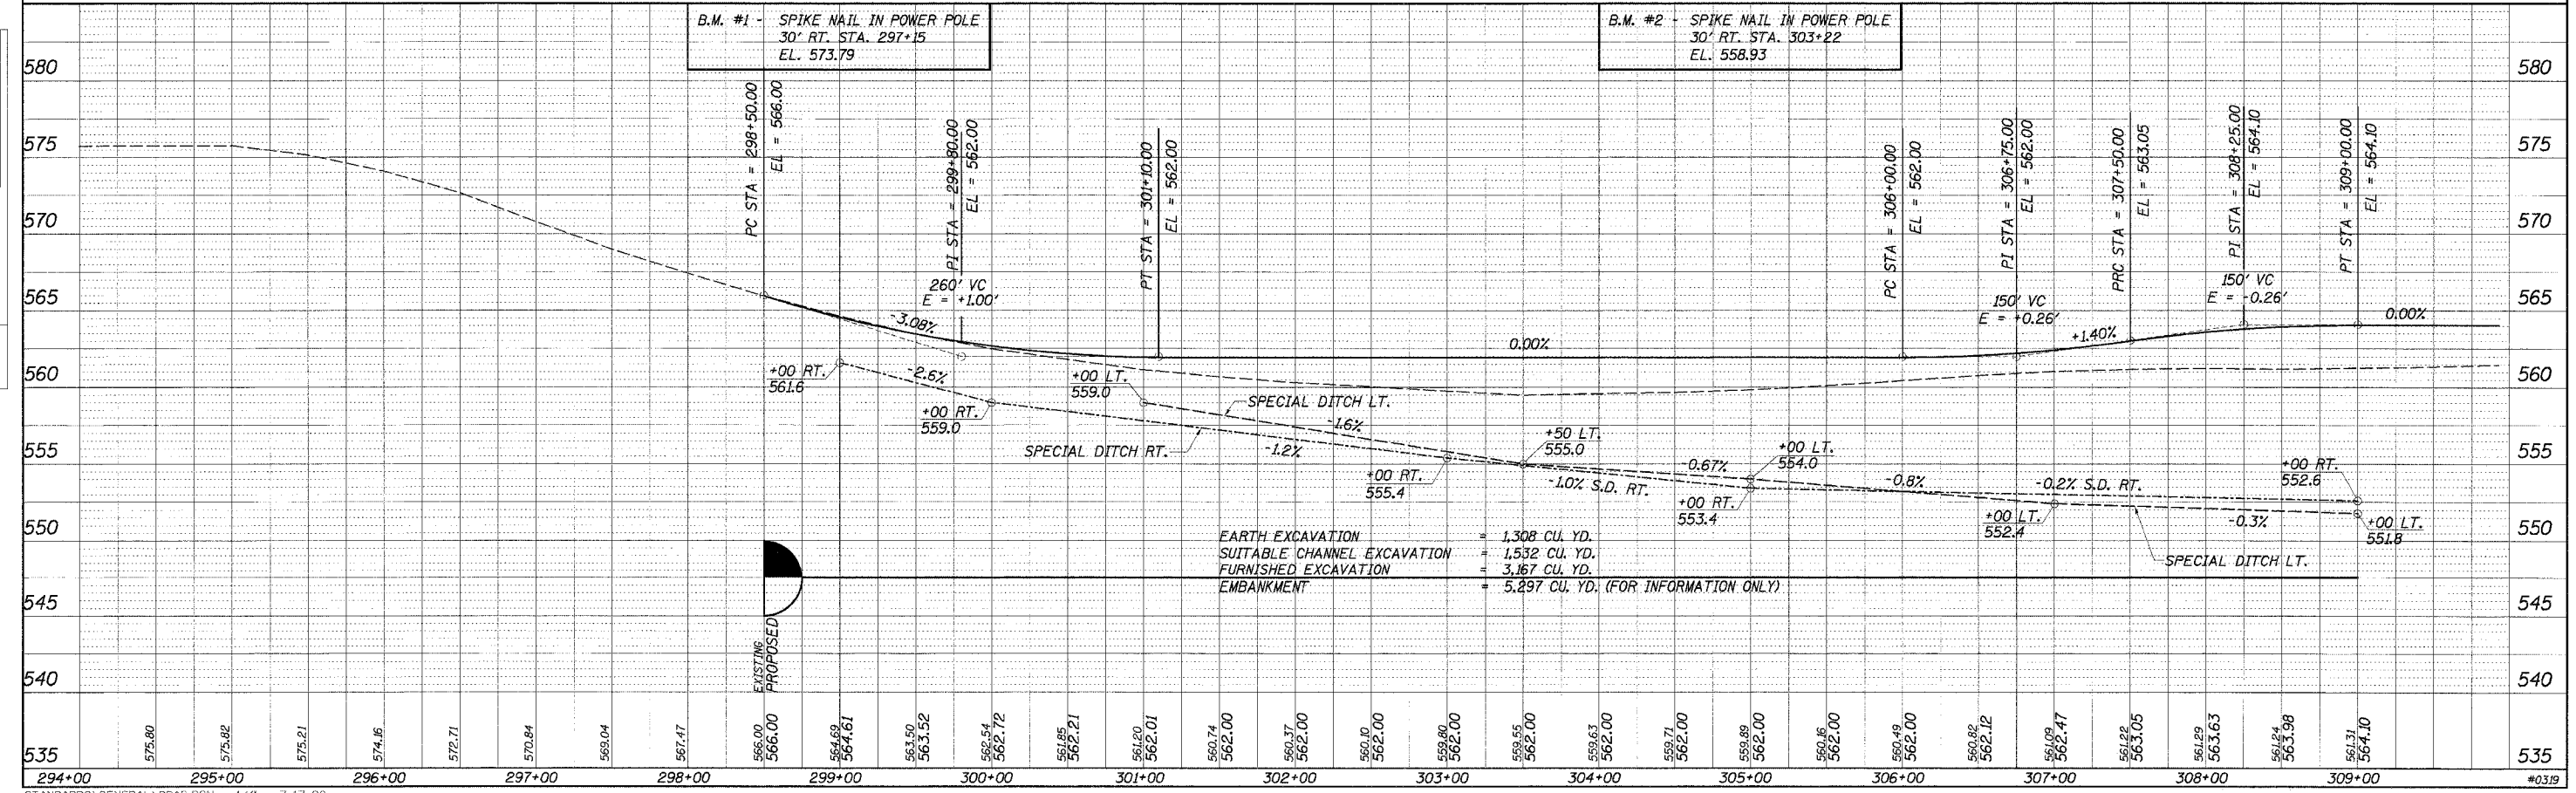 B.M. #1 - SPIKE NAIL IN POWER POLE
30' RT. STA. 297+15
EL. 573.79
B.M. #2 - SPIKE NAIL IN POWER POLE
30' RT. STA. 303+22
EL. 558.93
580
580
575
575
570
570
565
565
560
560
555
555
550
550
545
545
540
540
535
535
PC STA = 298+50.00
EL = 566.00
PI STA = 299+80.00
EL = 562.00
260' VC
E = +1.00'
PT STA = 301+10.00
EL = 562.00
PC STA = 306+00.00
EL = 562.00
PI STA = 306+75.00
EL = 562.00
150' VC
E = +0.26'
PRC STA = 307+50.00
EL = 563.05
PI STA = 308+25.00
EL = 564.10
150' VC
E = -0.26'
PT STA = 309+00.00
EL = 564.10
-3.08%
0.00%
+1.40%
0.00%
+00 RT.
561.6
-2.6%
+00 RT.
559.0
+00 LT.
559.0
SPECIAL DITCH LT.
-1.6%
SPECIAL DITCH RT.
-1.2%
+00 RT.
555.4
+50 LT.
555.0
-0.67%
-1.0% S.D. RT.
+00 LT.
554.0
+00 RT.
553.4
-0.8%
-0.2% S.D. RT.
+00 LT.
552.4
+00 RT.
552.6
-0.3%
+00 LT.
551.8
SPECIAL DITCH LT.
EARTH EXCAVATION = 1,308 CU. YD.
SUITABLE CHANNEL EXCAVATION = 1,532 CU. YD.
FURNISHED EXCAVATION = 3,167 CU. YD.
EMBANKMENT = 5,297 CU. YD. (FOR INFORMATION ONLY)
EXISTING
PROPOSED
575.80
575.82
575.21
574.16
572.71
570.84
569.04
567.47
566.00
566.00
564.69
564.61
563.50
563.52
562.54
562.72
561.85
562.21
561.20
562.01
560.74
562.00
560.37
562.00
560.10
562.00
559.80
562.00
559.55
562.00
559.63
562.00
559.71
562.00
559.89
562.00
560.16
562.00
560.49
562.00
560.82
562.12
561.09
562.47
561.22
563.05
561.29
563.63
561.24
563.98
561.31
564.10
294+00
295+00
296+00
297+00
298+00
299+00
300+00
301+00
302+00
303+00
304+00
305+00
306+00
307+00
308+00
309+00
#0319